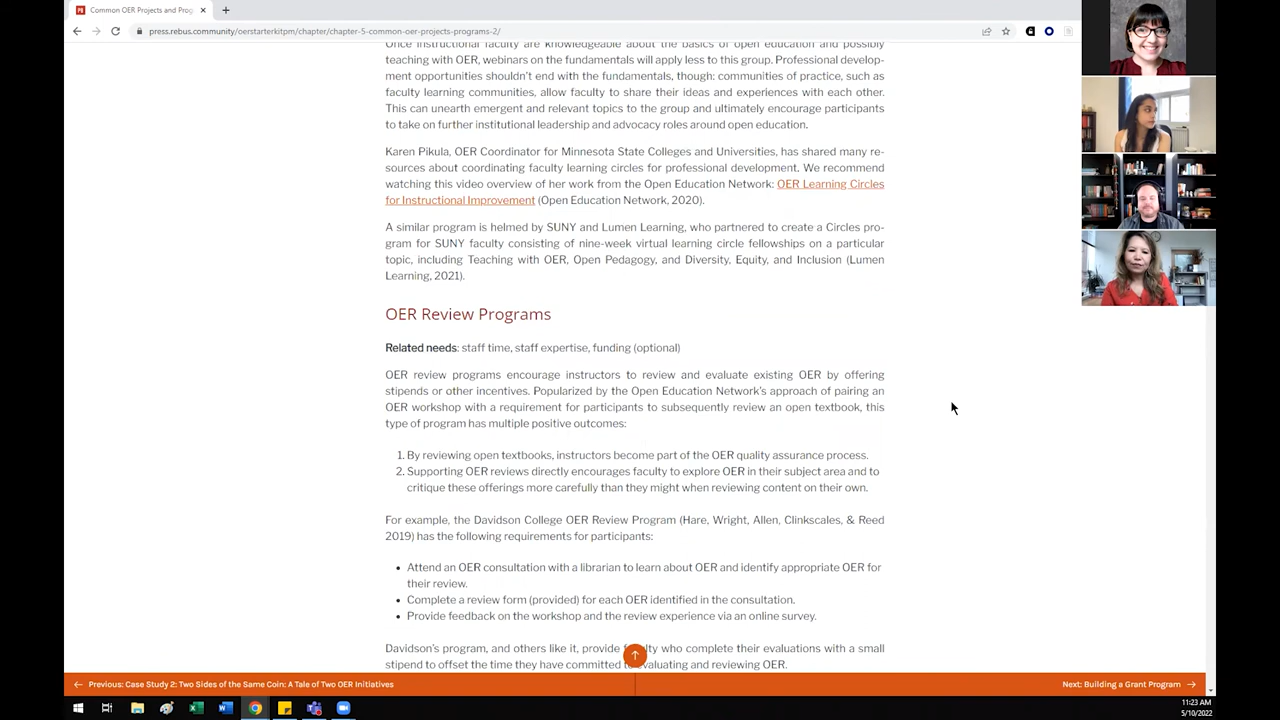 Common OER Projects and Prog
press.rebus.community/oerstarterkitpm/chapter/chapter-5-common-oer-projects-programs-2/
Once instructional faculty are knowledgeable about the basics of open education and possibly
teaching with OER, webinars on the fundamentals will apply less to this group. Professional develop-
ment opportunities shouldn't end with the fundamentals, though: communities of practice, such as
faculty learning communities, allow faculty to share their ideas and experiences with each other.
This can unearth emergent and relevant topics to the group and ultimately encourage participants
to take on further institutional leadership and advocacy roles around open education.
Karen Pikula, OER Coordinator for Minnesota State Colleges and Universities, has shared many re-
sources about coordinating faculty learning circles for professional development. We recommend
watching this video overview of her work from the Open Education Network: OER Learning Circles
for Instructional Improvement (Open Education Network, 2020).
A similar program is helmed by SUNY and Lumen Learning, who partnered to create a Circles pro-
gram for SUNY faculty consisting of nine-week virtual learning circle fellowships on a particular
topic, including Teaching with OER, Open Pedagogy, and Diversity, Equity, and Inclusion (Lumen
Learning, 2021).
OER Review Programs
Related needs: staff time, staff expertise, funding (optional)
OER review programs encourage instructors to review and evaluate existing OER by offering
stipends or other incentives. Popularized by the Open Education Network's approach of pairing an
OER workshop with a requirement for participants to subsequently review an open textbook, this
type of program has multiple positive outcomes:
1. By reviewing open textbooks, instructors become part of the OER quality assurance process.
2. Supporting OER reviews directly encourages faculty to explore OER in their subject area and to
critique these offerings more carefully than they might when reviewing content on their own.
For example, the Davidson College OER Review Program (Hare, Wright, Allen, Clinkscales, & Reed
2019) has the following requirements for participants:
• Attend an OER consultation with a librarian to learn about OER and identify appropriate OER for
their review.
• Complete a review form (provided) for each OER identified in the consultation.
• Provide feedback on the workshop and the review experience via an online survey.
Davidson's program, and others like it, provide faculty who complete their evaluations with a small
stipend to offset the time they have committed to evaluating and reviewing OER.
Previous: Case Study 2: Two Sides of the Same Coin: A Tale of Two OER Initiatives
Next: Building a Grant Program
11:23 AM
5/10/2022